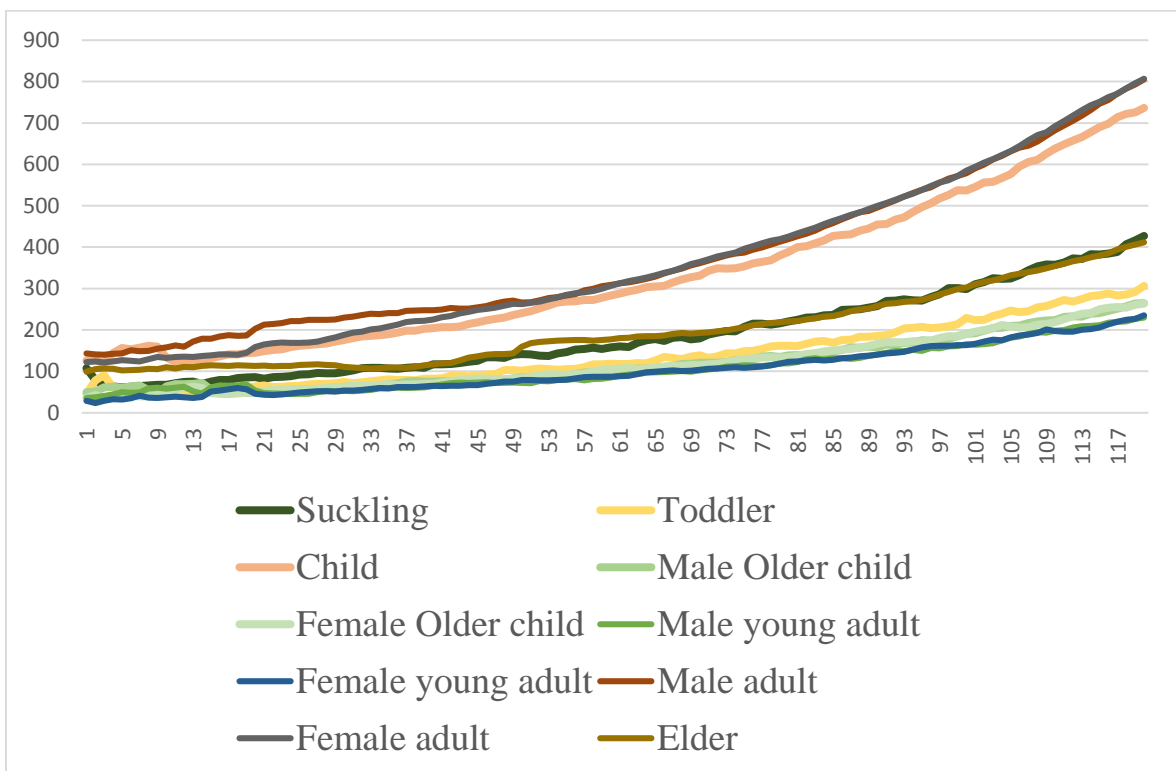 900
800
700
600
500
400
300
200
100
0
1 5 9 13 17 21 25 29 33 37 41 45 49 53 57 61 65 69 73 77 81 85 89 93 97 101 105 109 113 117
Suckling Toddler
Child Male Older child
Female Older child Male young adult
Female young adult Male adult
Female adult Elder